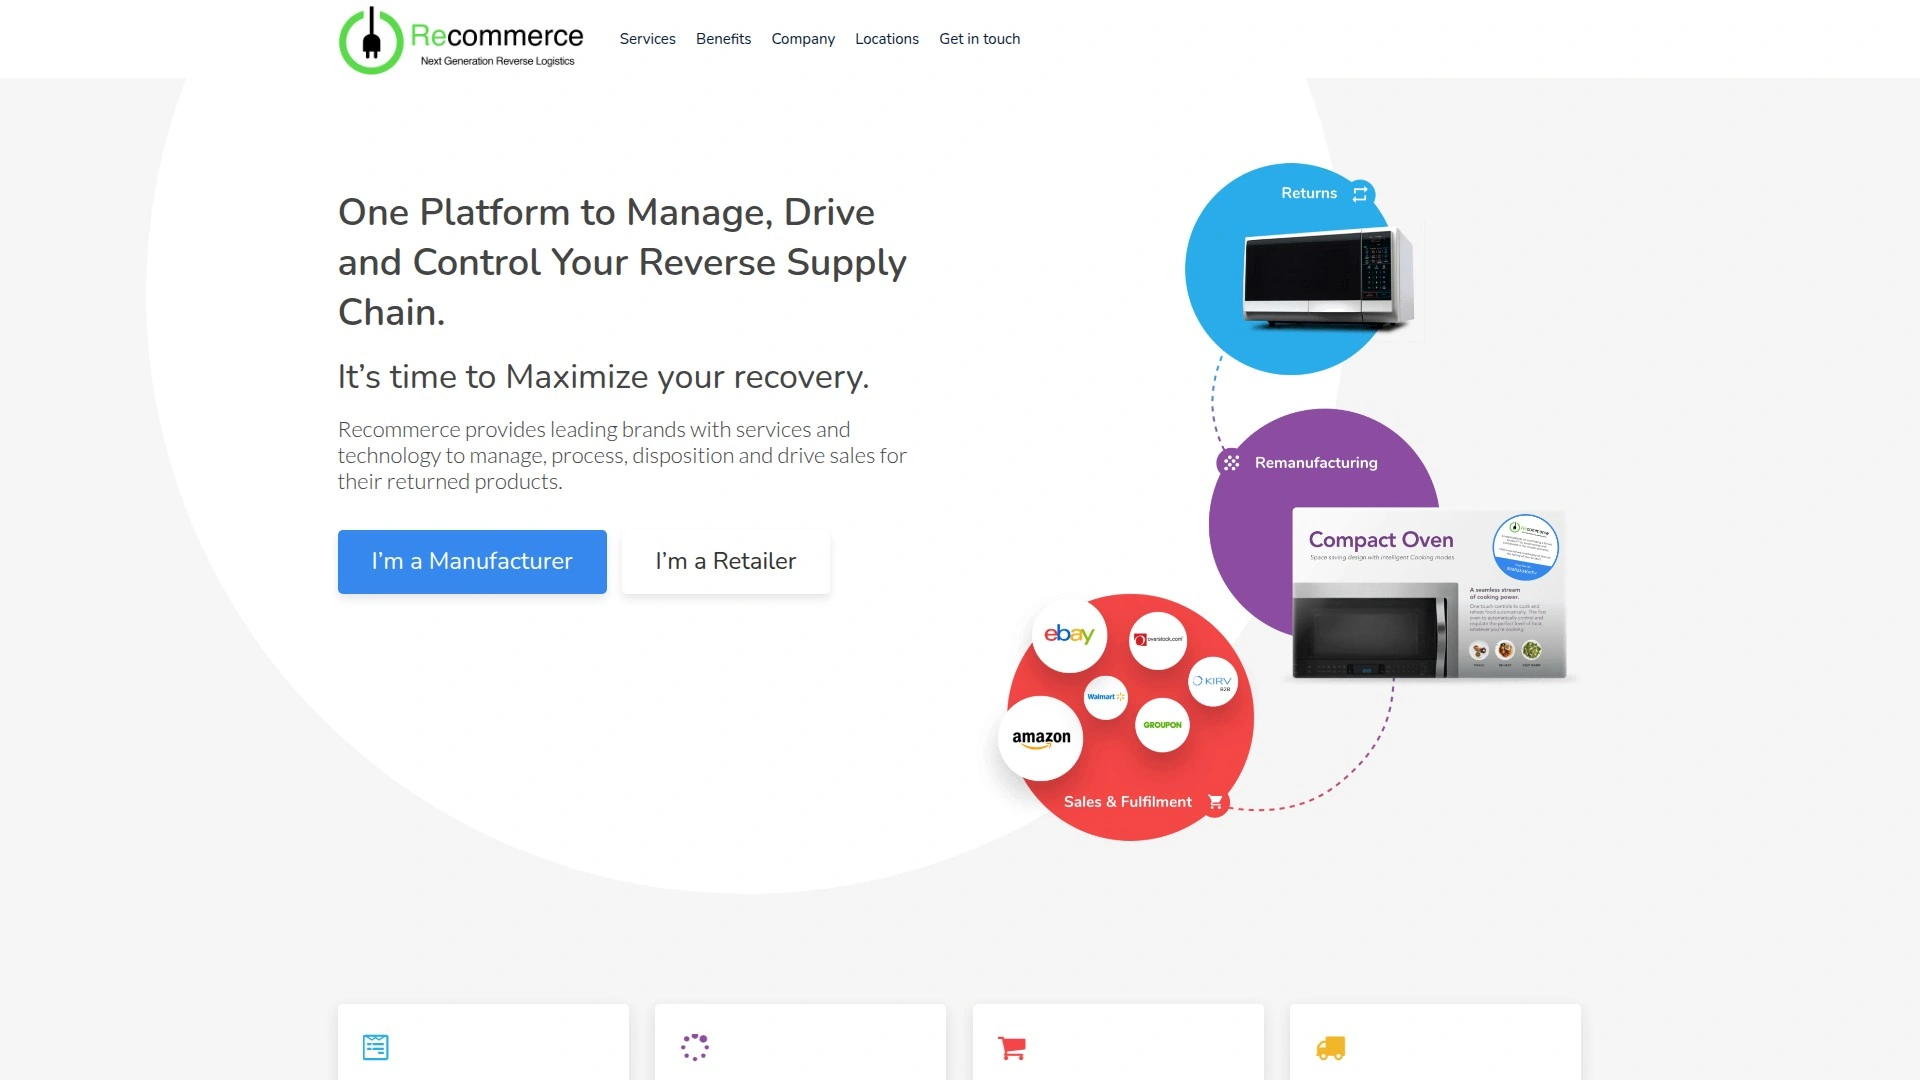 Recommerce
Next Generation Reverse Logistics
Services
Benefits
Company
Locations
Get in touch
One Platform to Manage, Drive
and Control Your Reverse Supply
Chain.
It’s time to Maximize your recovery.
Recommerce provides leading brands with services and
technology to manage, process, disposition and drive sales for
their returned products.
I’m a Manufacturer
I’m a Retailer
Returns
Remanufacturing
Compact Oven
Space saving design with intelligent Cooking modes
A seamless stream
of cooking power.
ebay
overstock.com
Walmart
KIRV
B2B
GROUPON
amazon
Sales & Fulfilment